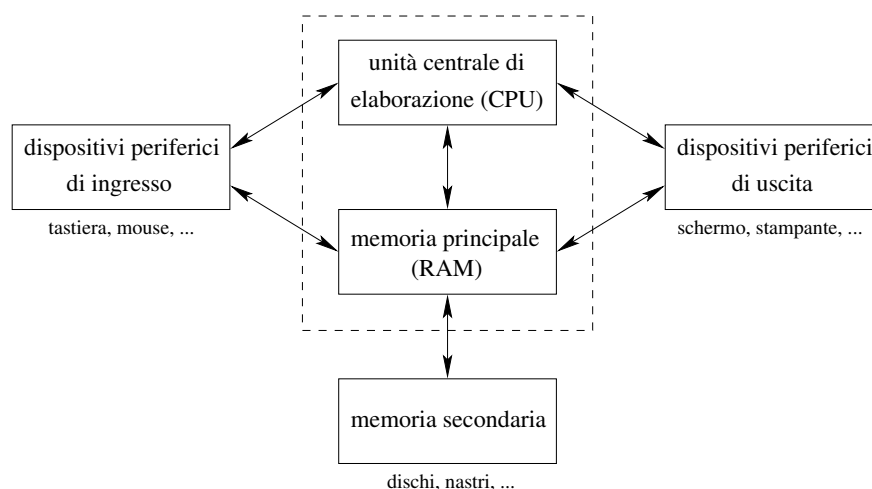 unità centrale di
elaborazione (CPU)
dispositivi periferici
di ingresso
tastiera, mouse, ...
dispositivi periferici
di uscita
schermo, stampante, ...
memoria principale
(RAM)
memoria secondaria
dischi, nastri, ...